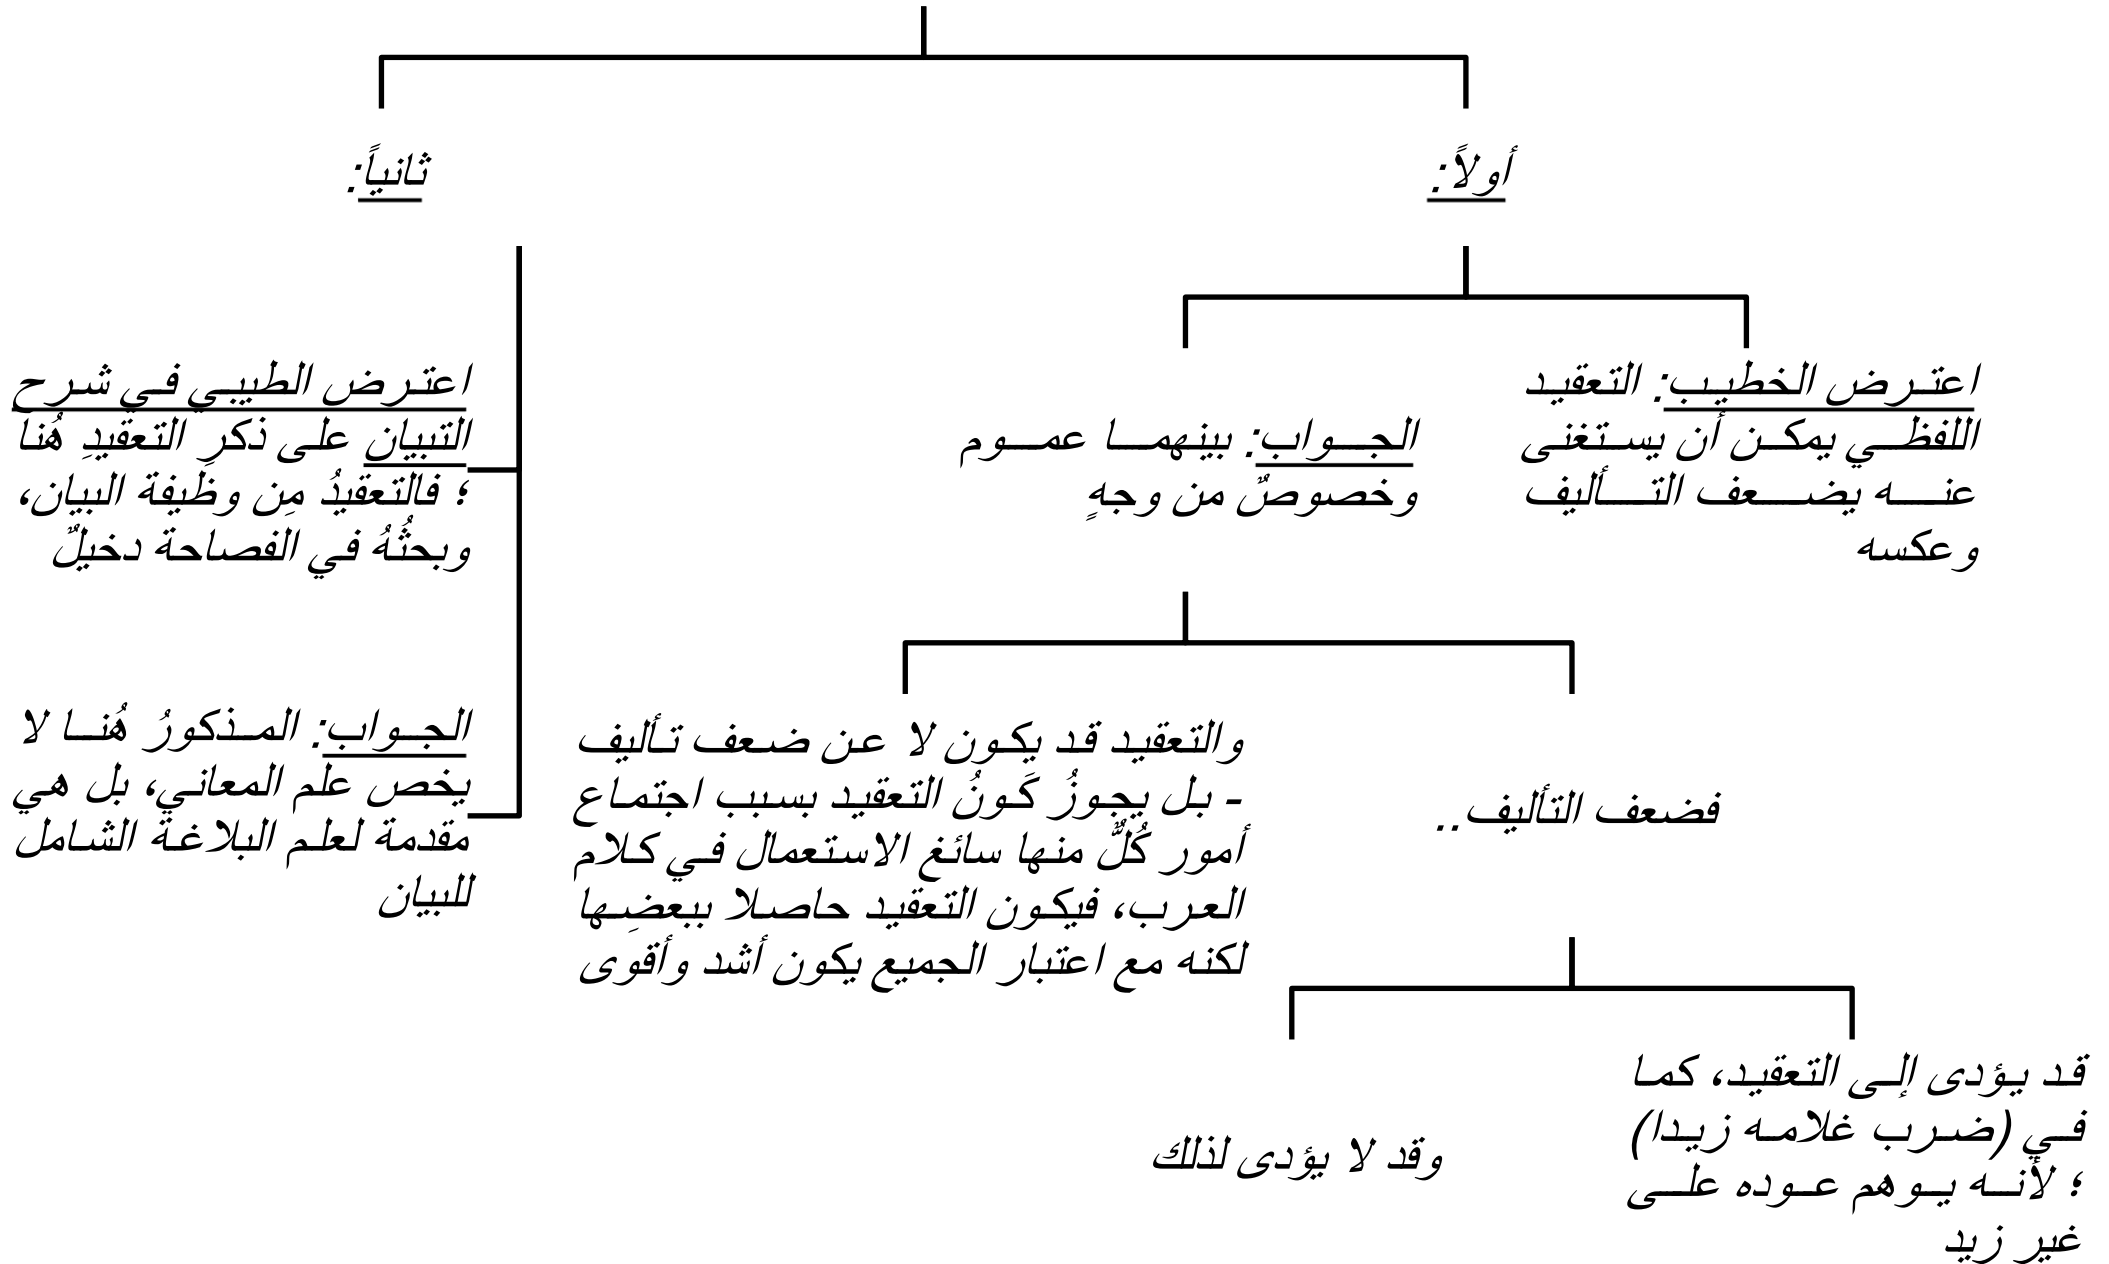 أولاً:
اعترض الخطيب: التعقيد
اللفظي يمكن أن يستغنى
عنه يضعف التأليف
وعكسه
الجواب: بينهما عموم
وخصوصٌ من وجهٍ
فضعف التأليف..
قد يؤدى إلى التعقيد، كما
في (ضرب غلامه زيدا)
؛ لأنه يوهم عوده على
غير زيد
وقد لا يؤدى لذلك
والتعقيد قد يكون لا عن ضعف تأليف
- بل يجوزُ كَونُ التعقيد بسبب اجتماع
أمور كُلٌّ منها سائغ الاستعمال في كلام
العرب، فيكون التعقيد حاصلا ببعضِها
لكنه مع اعتبار الجميع يكون أشد وأقوى
ثانياً:
اعترض الطيبي في شرح
التبيان على ذكرِ التعقيدِ هُنا
؛ فالتعقيدُ مِن وظيفة البيان،
وبحثُهُ في الفصاحة دخيلٌ
الجواب: المذكورُ هُنا لا
يخص علم المعاني، بل هي
مقدمة لعلم البلاغة الشامل
للبيان